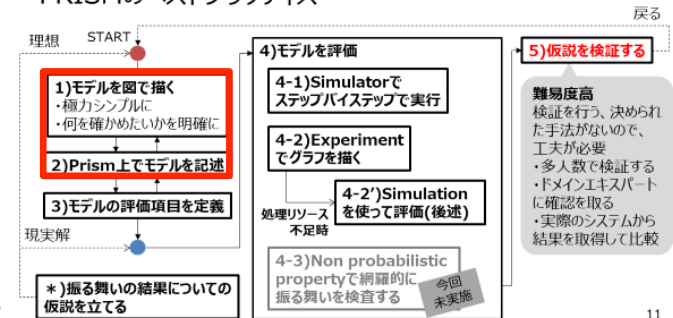 戻る
理想
START
1)モデルを図で描く
・極力シンプルに
・何を確かめたいかを明確に
2)Prism上でモデルを記述
3)モデルの評価項目を定義
現実解
*)振る舞いの結果についての
仮説を立てる
4)モデルを評価
4-1)Simulatorで
ステップバイステップで実行
4-2)Experiment
でグラフを描く
処理リソース
不足時
4-2')Simulation
を使って評価(後述)
4-3)Non probabilistic
propertyで網羅的に
振る舞いを検査する
今回
未実施
5)仮説を検証する
難易度高
検証を行う、決められ
た手法がないので、
工夫が必要
・多人数で検証する
・ドメインエキスパート
に確認を取る
・実際のシステムから
結果を取得して比較
11